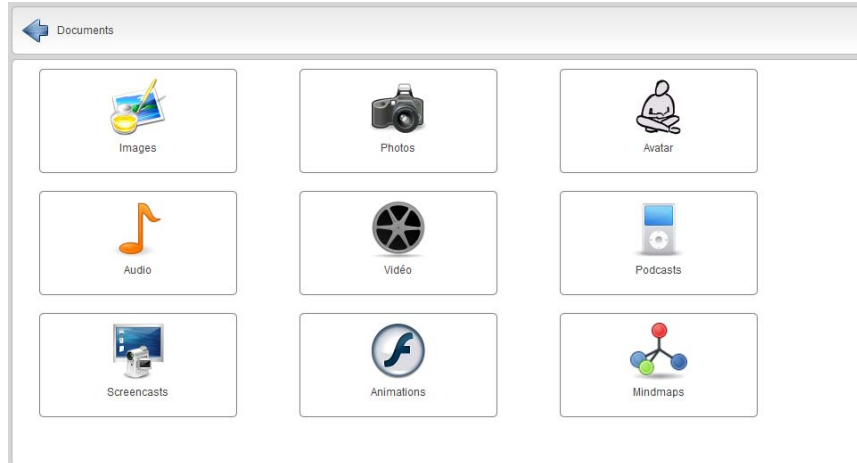 Documents
Images
Photos
Avatar
Audio
Vidéo
Podcasts
Screencasts
Animations
Mindmaps